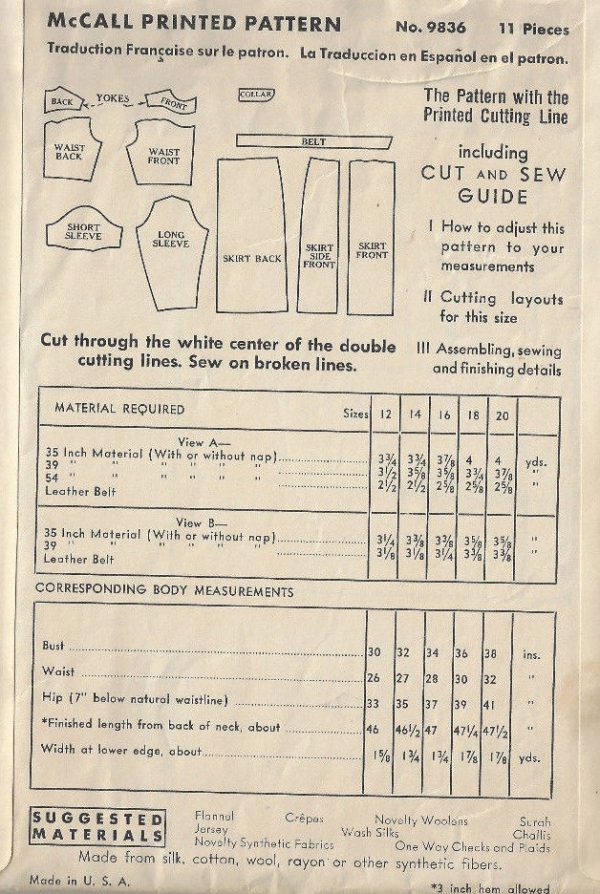 McCALL PRINTED PATTERN No. 9836 11 Pieces
Traduction Française sur le patron. La Traduccion en Español en el patron.
BACK YOKES FRONT
COLLAR
BELT
WAIST BACK
WAIST FRONT
SHORT SLEEVE
LONG SLEEVE
SKIRT BACK
SKIRT SIDE FRONT
SKIRT FRONT
The Pattern with the
Printed Cutting Line
including
CUT AND SEW
GUIDE
I How to adjust this
pattern to your
measurements
II Cutting layouts
for this size
III Assembling, sewing
and finishing details
Cut through the white center of the double
cutting lines. Sew on broken lines.
MATERIAL REQUIRED Sizes 12 14 16 18 20
View A—
35 Inch Material (With or without nap) 3¾ 3¾ 3⅞ 4 4 yds.
39 " " " " " " 3½ 3⅝ 3⅝ 3¾ 3⅞ "
54 " " " " " " 2½ 2½ 2⅝ 2⅝ 2⅝ "
Leather Belt
View B—
35 Inch Material (With or without nap) 3¼ 3⅜ 3⅜ 3⅝ 3⅝ "
39 " " " " " " 3⅛ 3⅛ 3¼ 3⅜ 3⅜ "
Leather Belt
CORRESPONDING BODY MEASUREMENTS
Bust 30 32 34 36 38 ins.
Waist 26 27 28 30 32 "
Hip (7" below natural waistline) 33 35 37 39 41 "
*Finished length from back of neck, about 46 46½ 47 47¼ 47½ "
Width at lower edge, about 1⅝ 1¾ 1¾ 1⅞ 1⅞ yds.
SUGGESTED
MATERIALS
Flannel Crêpes Novelty Woolens Surah
Jersey Wash Silks Challis
Novelty Synthetic Fabrics One Way Checks and Plaids
Made from silk, cotton, wool, rayon or other synthetic fibers.
Made in U. S. A. *3 inch hem allowed